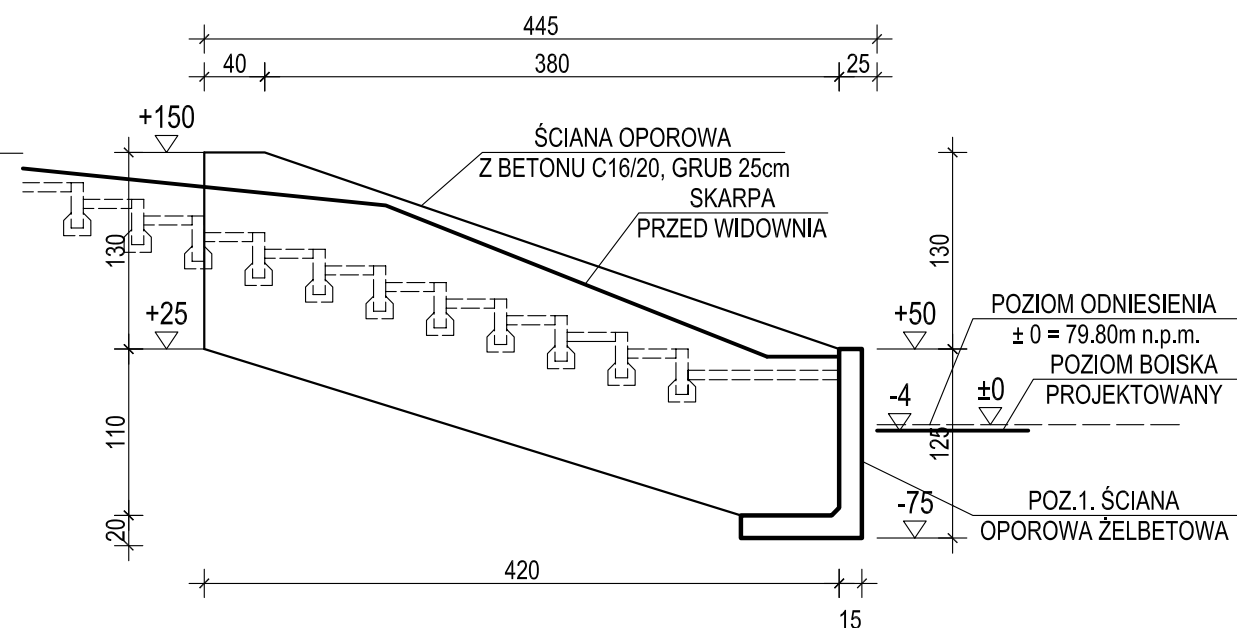 445
40
380
25
+150
ŚCIANA OPOROWA
Z BETONU C16/20, GRUB 25cm
SKARPA
PRZED WIDOWNIA
130
130
+25
+50
POZIOM ODNIESIENIA
± 0 = 79.80m n.p.m.
POZIOM BOISKA
PROJEKTOWANY
-4
±0
110
125
20
-75
POZ.1. ŚCIANA
OPOROWA ŻELBETOWA
420
15